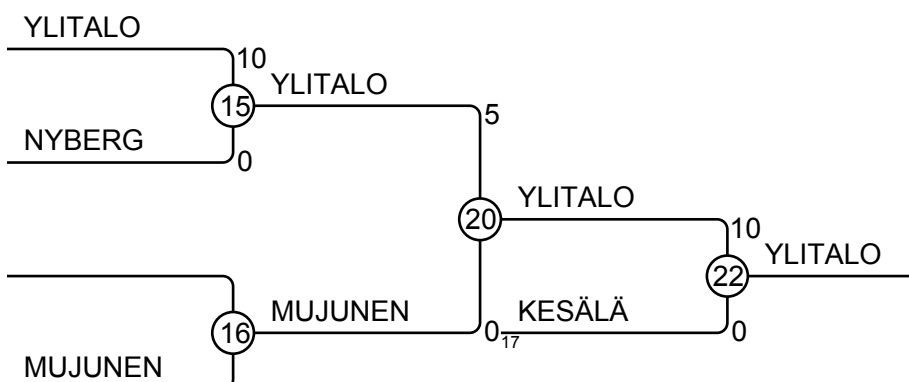 YLITALO
10
15
YLITALO
5
NYBERG
0
20
YLITALO
10
22
YLITALO
16
MUJUNEN
0
17
KESÄLÄ
0
MUJUNEN